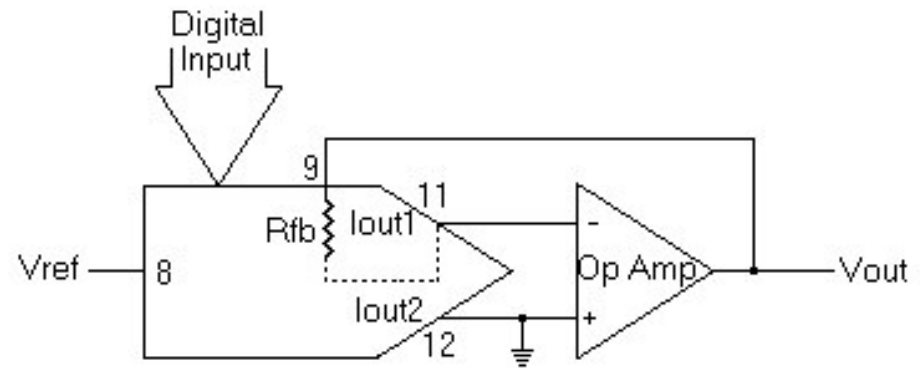 Digital
Input
9
11
Rfb
Iout1
-
Vref
8
Op Amp
Vout
Iout2
+
12